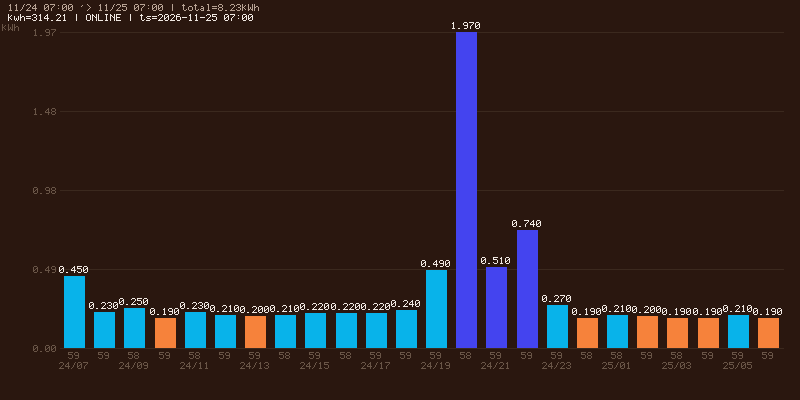 11/24 07:00 -> 11/25 07:00 | total=8.23kWh
Kwh=314.21 | ONLINE | ts=2026-11-25 07:00
kWh
1.97
1.48
0.98
0.49
0.00
0.450 0.230 0.250 0.190 0.230 0.210 0.200 0.210 0.220 0.220 0.220 0.240 0.490 1.970 0.510 0.740 0.270 0.190 0.210 0.200 0.190 0.190 0.210 0.190
59 59 58 59 58 59 59 58 59 58 59 59 59 58 59 59 59 58 58 59 58 59 59 59
24/07 24/09 24/11 24/13 24/15 24/17 24/19 24/21 24/23 25/01 25/03 25/05